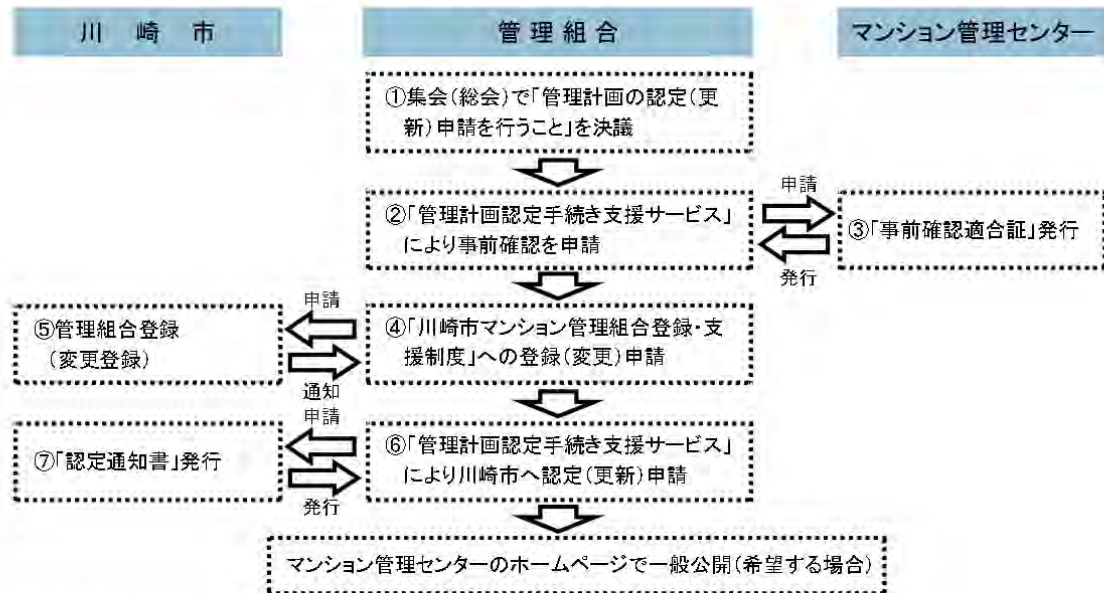 川崎市
管理組合
マンション管理センター
①集会(総会)で「管理計画の認定(更
新)申請を行うこと」を決議
②「管理計画認定手続き支援サービス」
により事前確認を申請
申請
③「事前確認適合証」発行
発行
④「川崎市マンション管理組合登録・支
援制度」への登録(変更)申請
申請
⑤管理組合登録
(変更登録)
通知
⑥「管理計画認定手続き支援サービス」
により川崎市へ認定(更新)申請
申請
⑦「認定通知書」発行
発行
マンション管理センターのホームページで一般公開(希望する場合)